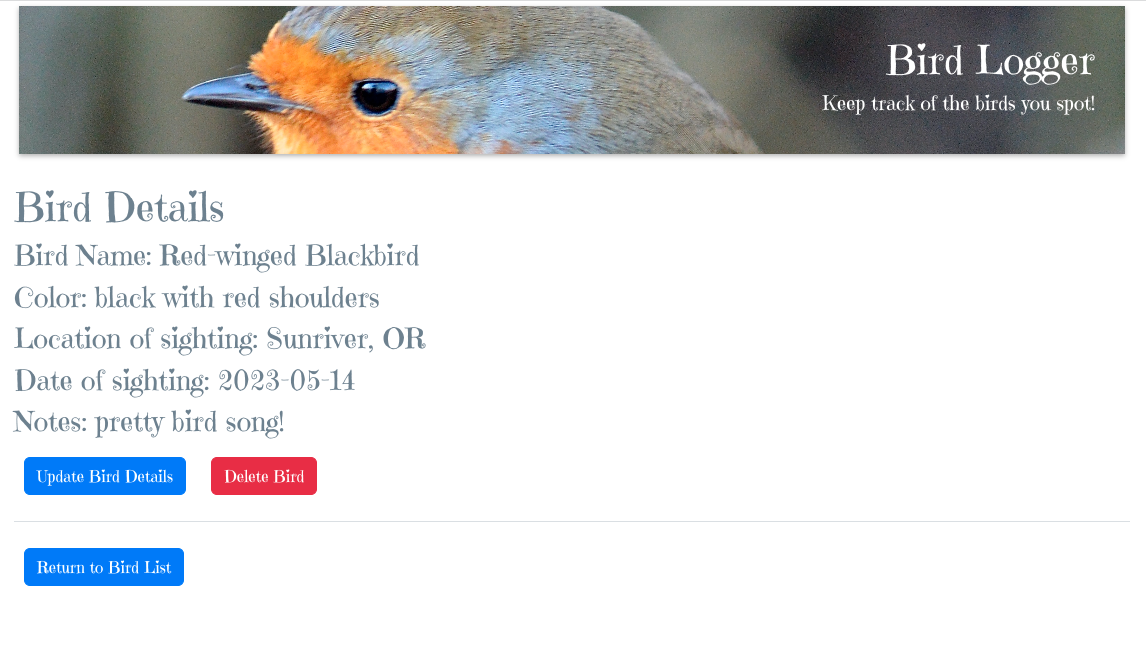 Bird Logger
Keep track of the birds you spot!
Bird Details
Bird Name: Red-winged Blackbird
Color: black with red shoulders
Location of sighting: Sunriver, OR
Date of sighting: 2023-05-14
Notes: pretty bird song!
Update Bird Details
Delete Bird
Return to Bird List